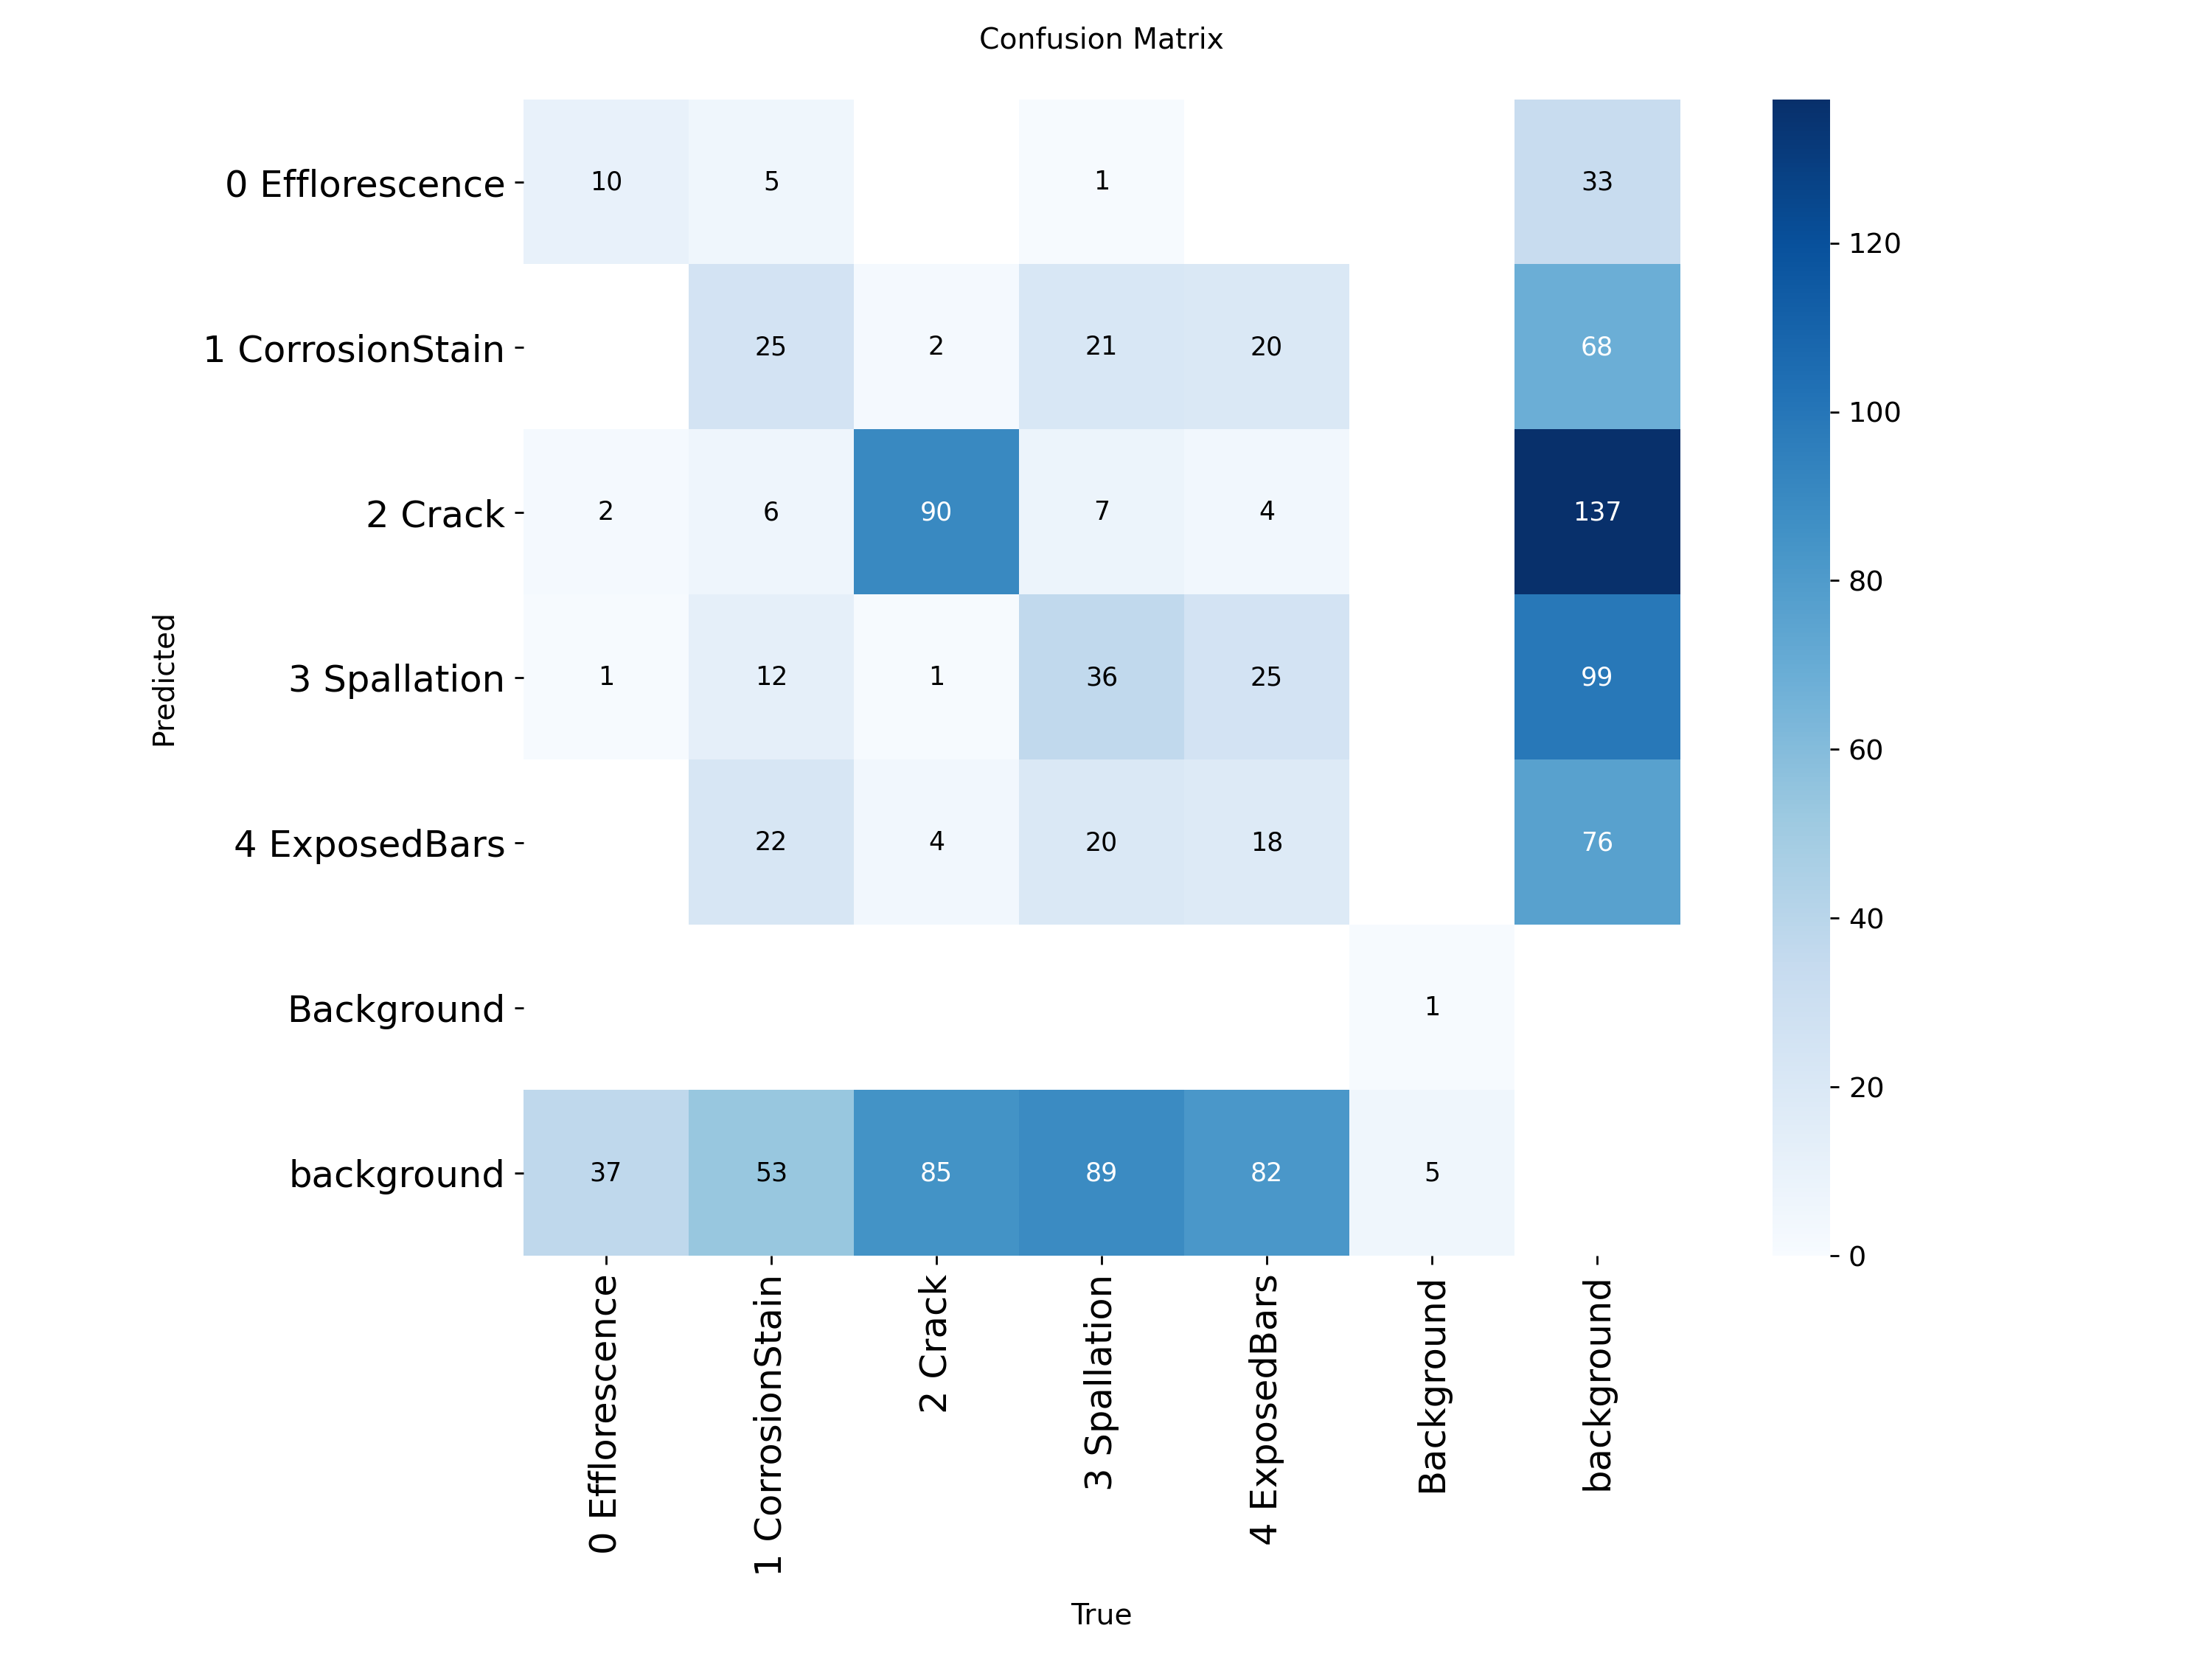 Confusion Matrix
0 Efflorescence 10 5 1 33
1 CorrosionStain 25 2 21 20 68
2 Crack 2 6 90 7 4 137
3 Spallation 1 12 1 36 25 99
4 ExposedBars 22 4 20 18 76
Background 1
background 37 53 85 89 82 5
Predicted
0 Efflorescence
1 CorrosionStain
2 Crack
3 Spallation
4 ExposedBars
Background
background
True
120
100
80
60
40
20
0